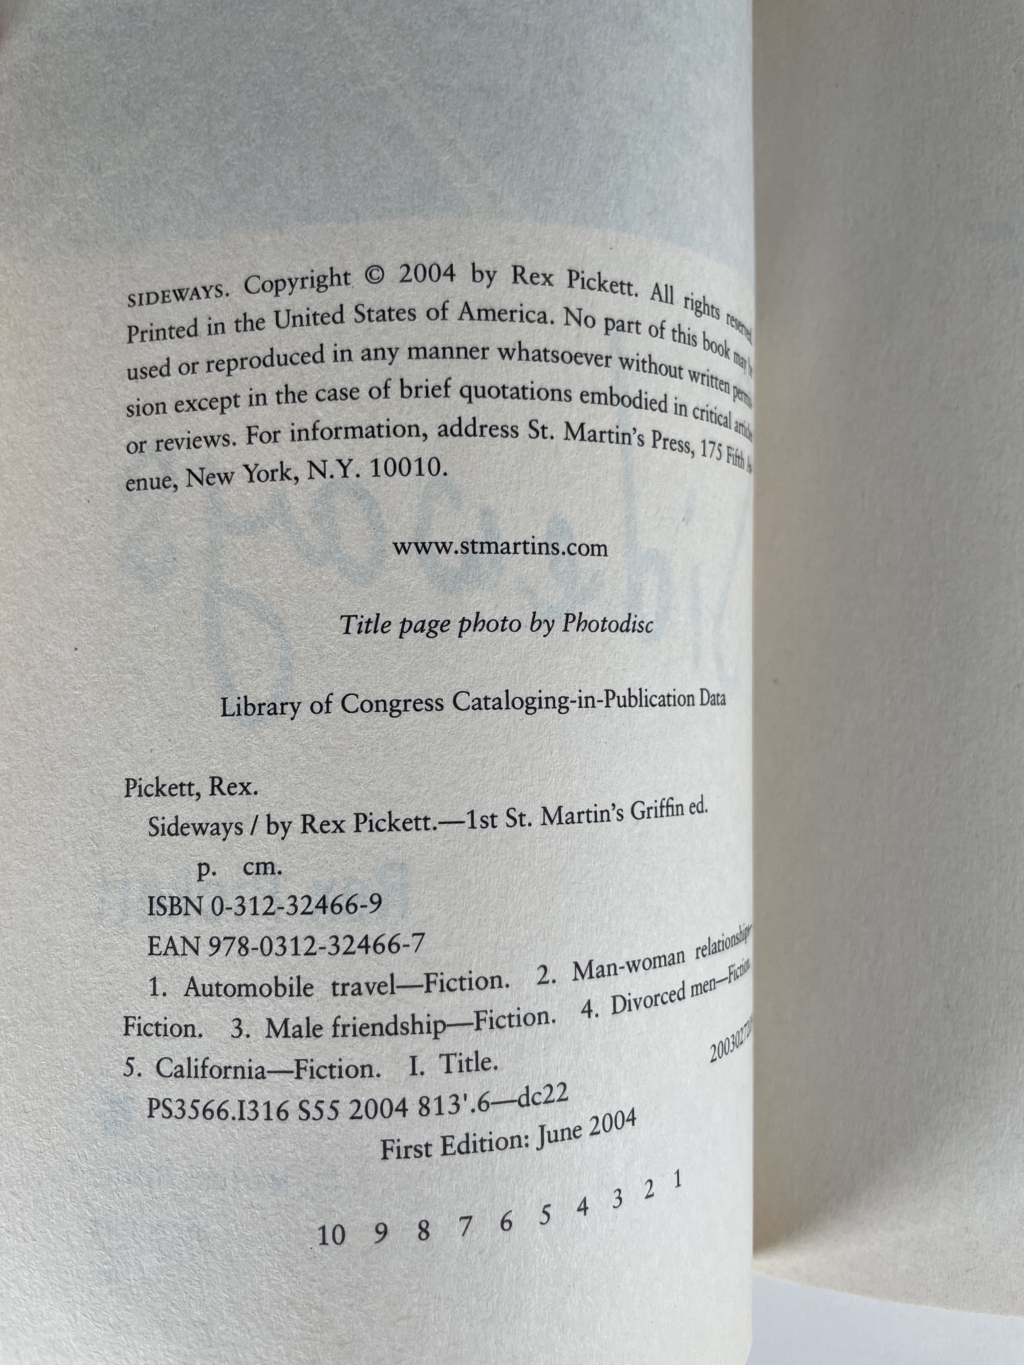 SIDEWAYS. Copyright © 2004 by Rex Pickett. All rights
Printed in the United States of America. No part of this book may
used or reproduced in any manner whatsoever without written
sion except in the case of brief quotations embodied in critical
or reviews. For information, address St. Martin's Press, 175 Fifth
enue, New York, N.Y. 10010.
www.stmartins.com
Title page photo by Photodisc
Library of Congress Cataloging-in-Publication Data
Pickett, Rex.
Sideways / by Rex Pickett.—1st St. Martin's Griffin ed.
p. cm.
ISBN 0-312-32466-9
EAN 978-0312-32466-7
1. Automobile travel—Fiction. 2. Man-woman
Fiction. 3. Male friendship—Fiction. 4. Divorced men—Fiction.
5. California—Fiction. I. Title.
PS3566.I316 S55 2004 813'.6—dc22
First Edition: June 2004
10 9 8 7 6 5 4 3 2 1